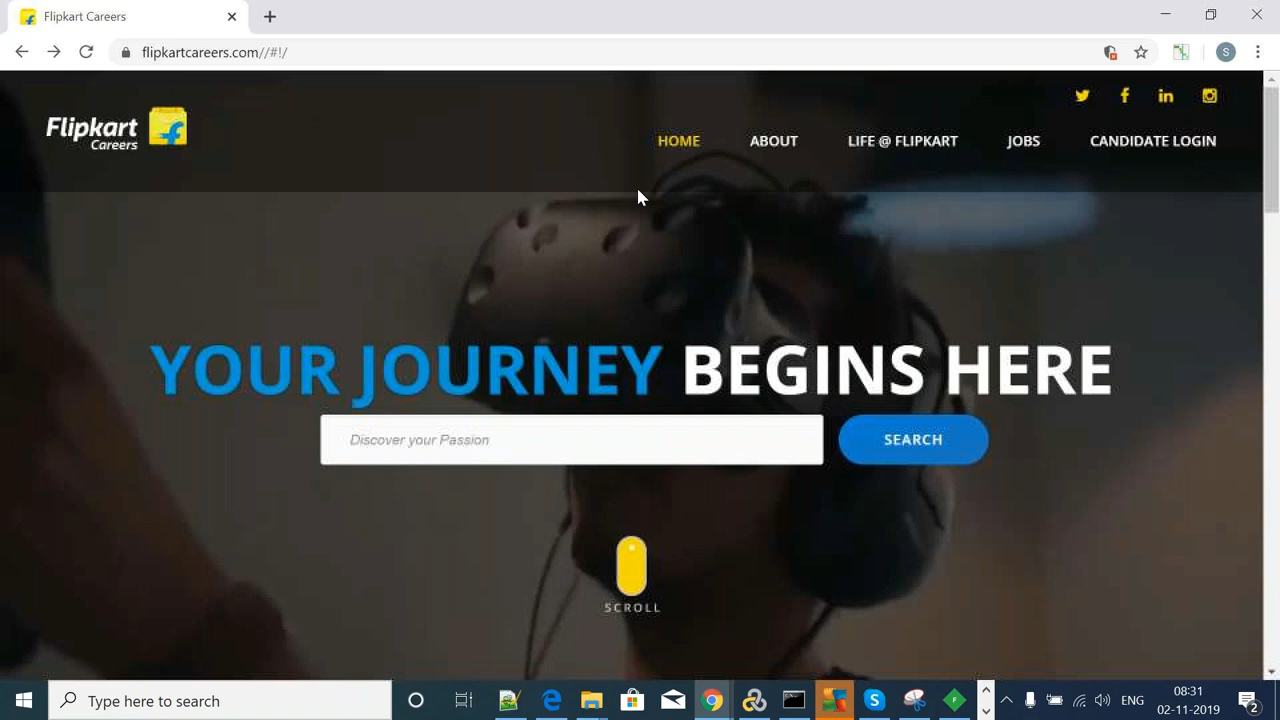 Flipkart Careers
flipkartcareers.com//#!/
S
Flipkart
Careers
HOME ABOUT LIFE @ FLIPKART JOBS CANDIDATE LOGIN
YOUR JOURNEY BEGINS HERE
Discover your Passion
SEARCH
SCROLL
Type here to search
ENG
08:31
02-11-2019
2